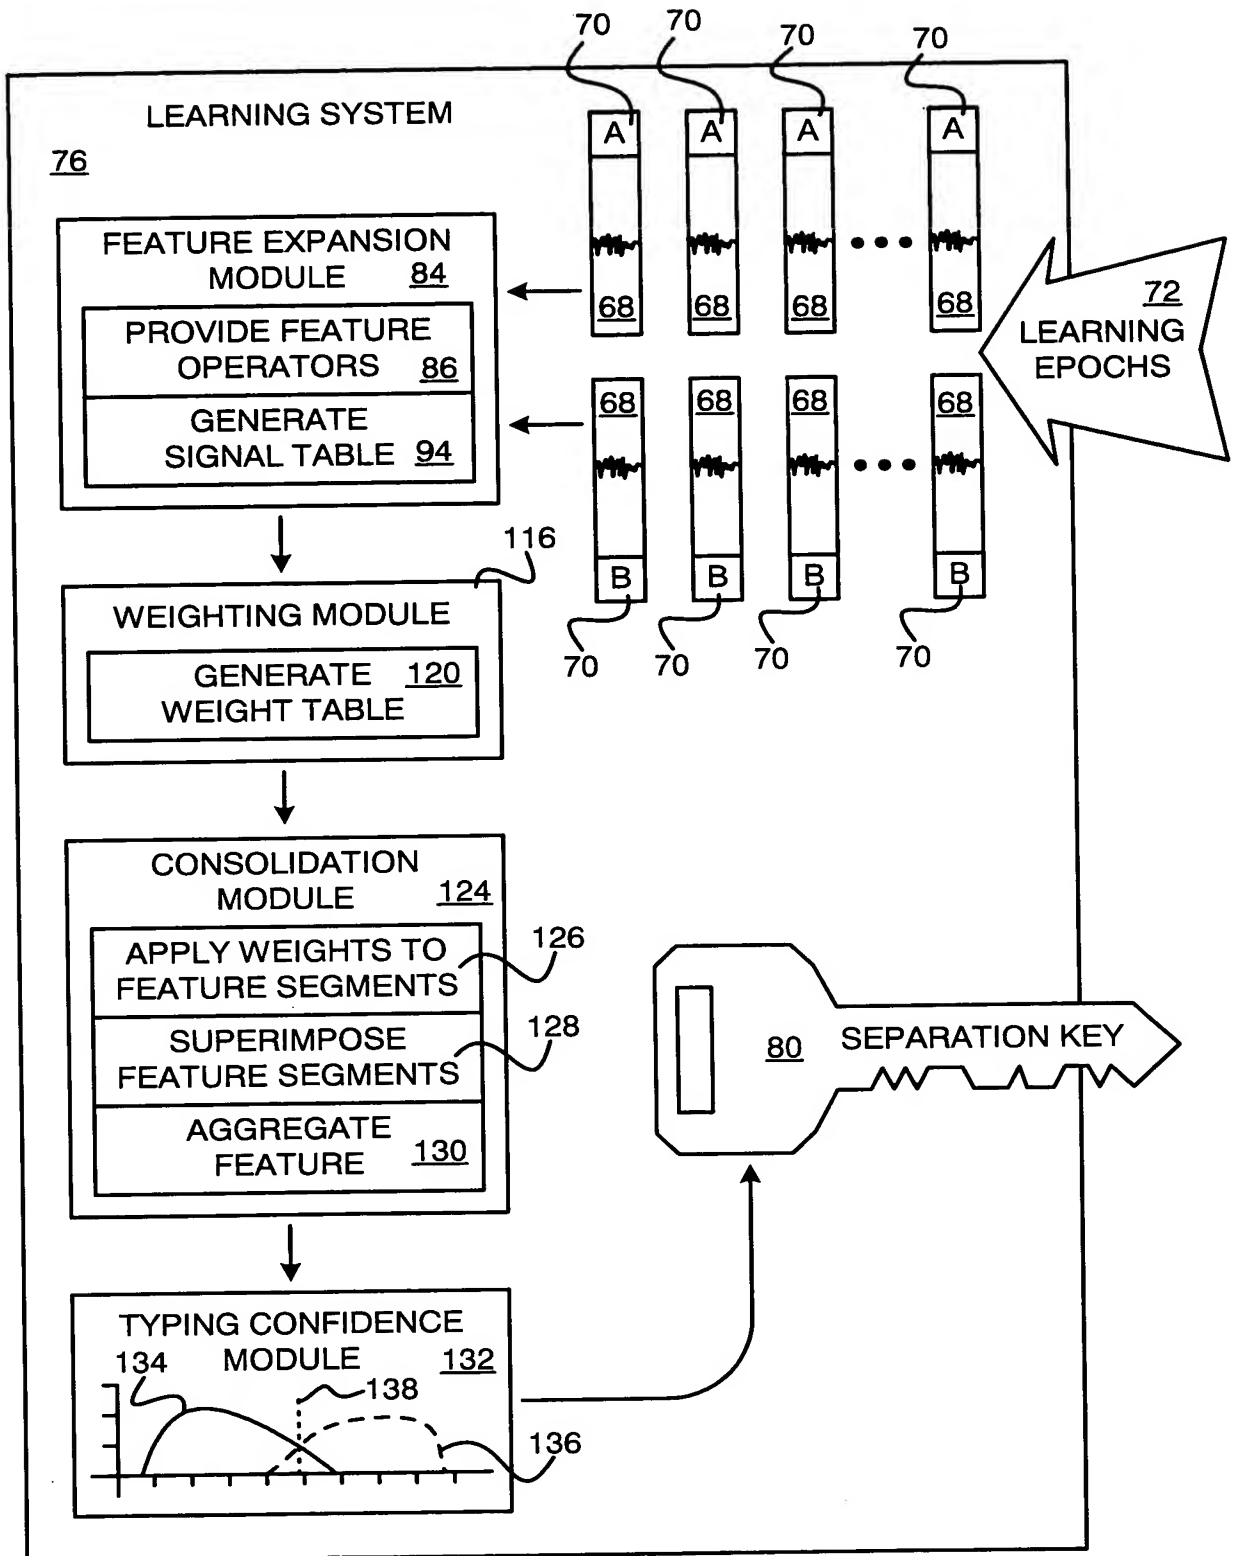 70 70 70 70
LEARNING SYSTEM
76
A A A A
FEATURE EXPANSION
MODULE 84
PROVIDE FEATURE
OPERATORS 86
GENERATE
SIGNAL TABLE 94
68 68 68 68
72
LEARNING
EPOCHS
68 68 68 68
B B B B
70 70 70 70
116
WEIGHTING MODULE
GENERATE 120
WEIGHT TABLE
CONSOLIDATION
MODULE 124
APPLY WEIGHTS TO
FEATURE SEGMENTS
126
SUPERIMPOSE
FEATURE SEGMENTS
128
AGGREGATE
FEATURE 130
80 SEPARATION KEY
TYPING CONFIDENCE
MODULE 132
134
138
136